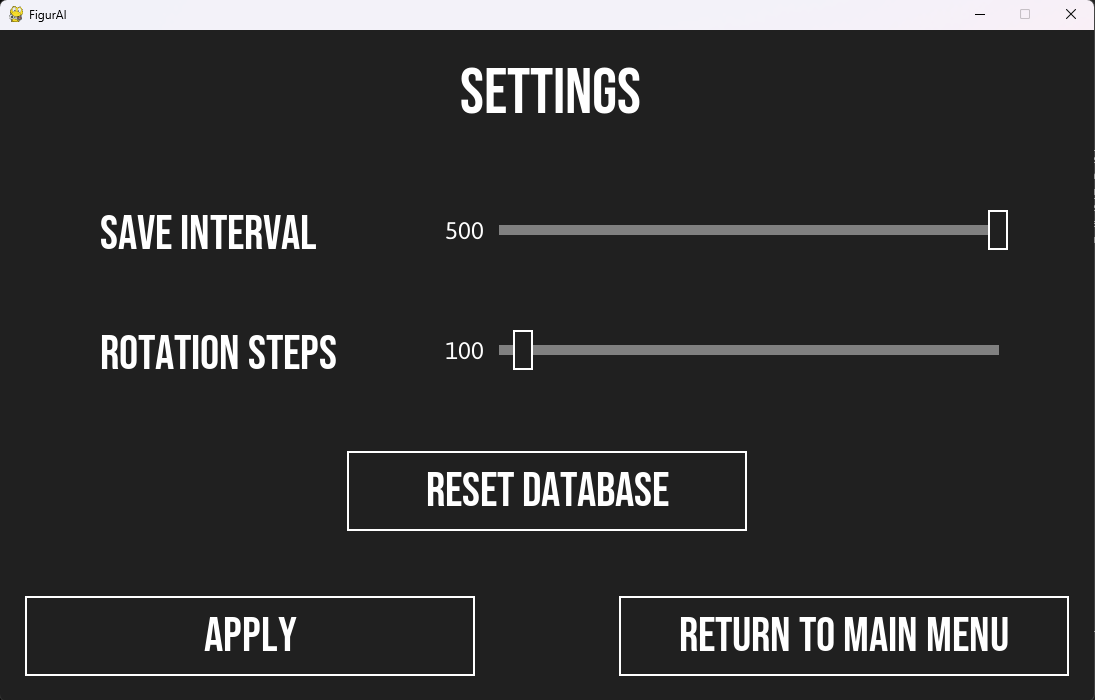 FigurAI
SETTINGS
SAVE INTERVAL 500
ROTATION STEPS 100
RESET DATABASE
APPLY
RETURN TO MAIN MENU